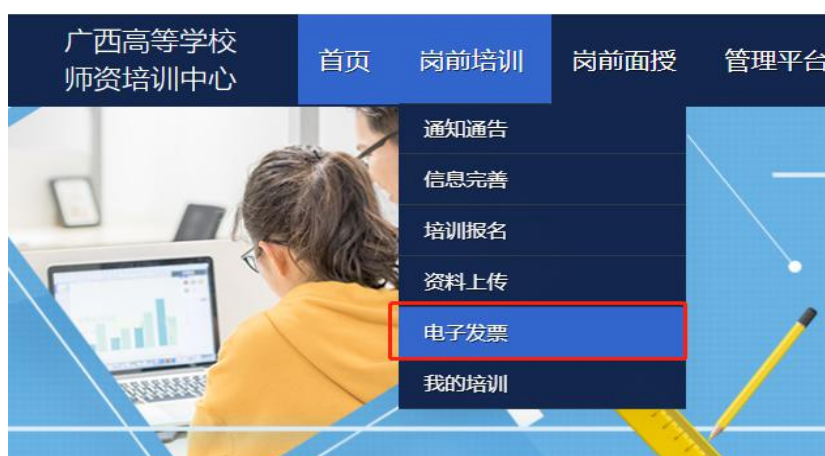 广西高等学校
师资培训中心
首页
岗前培训
岗前面授
管理平台
通知通告
信息完善
培训报名
资料上传
电子发票
我的培训